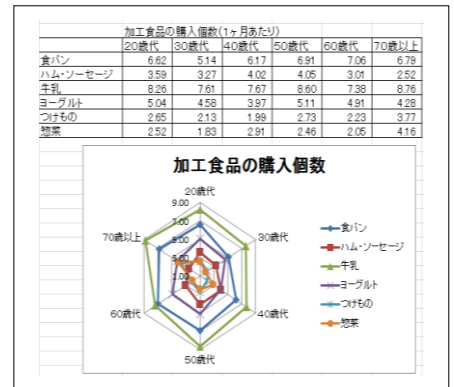 加工食品の購入個数(1ヶ月あたり)
20歳代 30歳代 40歳代 50歳代 60歳代 70歳以上
食パン 6.62 5.14 6.17 6.91 7.06 6.79
ハム・ソーセージ 3.59 3.27 4.02 4.05 3.01 2.52
牛乳 8.26 7.61 7.67 8.60 7.38 8.76
ヨーグルト 5.04 4.58 3.97 5.11 4.91 4.28
つけもの 2.65 2.13 1.99 2.73 2.23 3.77
惣菜 2.52 1.83 2.91 2.46 2.05 4.16
加工食品の購入個数
20歳代
9.00
7.00
5.00
3.00
1.00
70歳以上
30歳代
60歳代
40歳代
50歳代
食パン
ハム・ソーセージ
牛乳
ヨーグルト
つけもの
惣菜